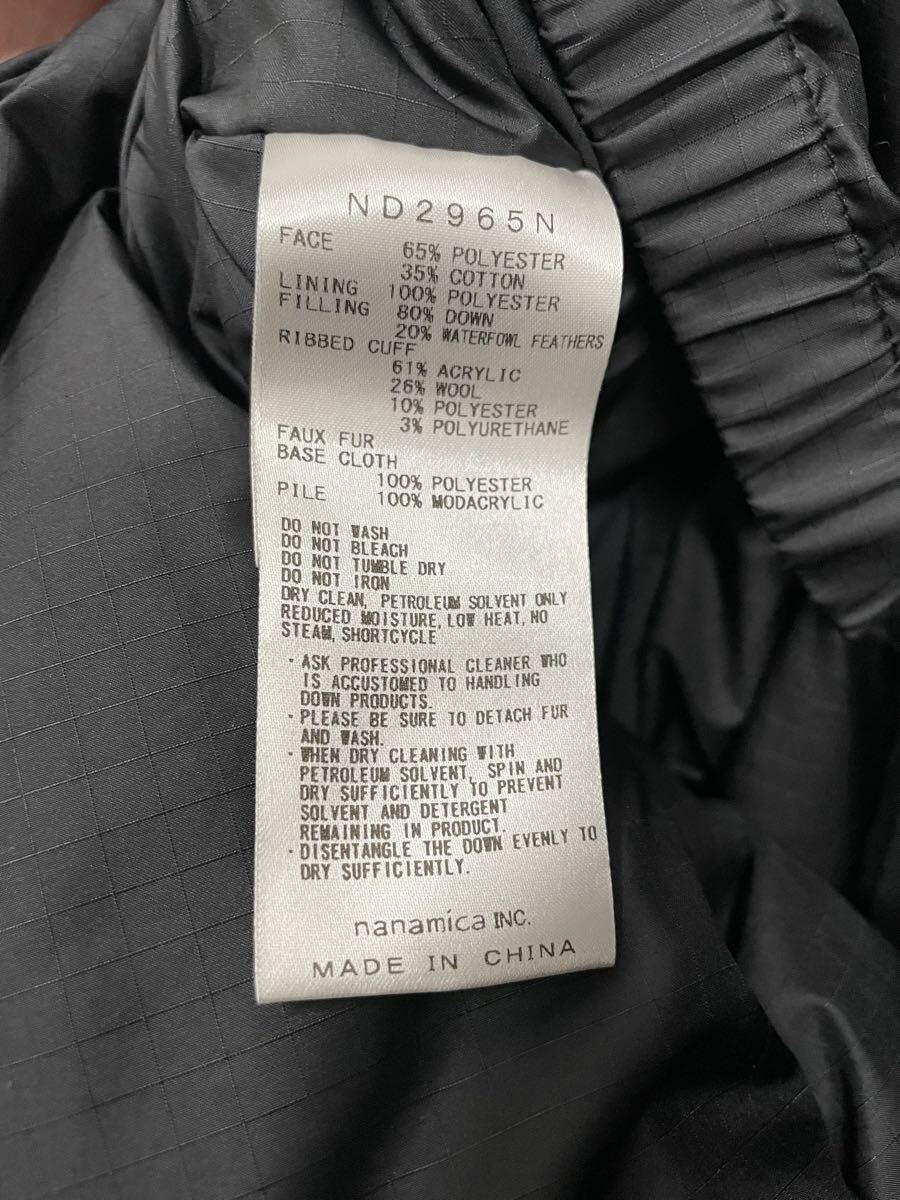 ND2965N
FACE 65% POLYESTER
35% COTTON
LINING 100% POLYESTER
FILLING 80% DOWN
20% WATERFOWL FEATHERS
RIBBED CUFF
61% ACRYLIC
26% WOOL
10% POLYESTER
3% POLYURETHANE
FAUX FUR
BASE CLOTH
100% POLYESTER
PILE 100% MODACRYLIC
DO NOT WASH
DO NOT BLEACH
DO NOT TUMBLE DRY
DO NOT IRON
DRY CLEAN, PETROLEUM SOLVENT ONLY
REDUCED MOISTURE, LOW HEAT, NO
STEAM, SHORTCYCLE
・ASK PROFESSIONAL CLEANER WHO
IS ACCUSTOMED TO HANDLING
DOWN PRODUCTS.
・PLEASE BE SURE TO DETACH FUR
AND WASH.
・WHEN DRY CLEANING WITH
PETROLEUM SOLVENT, SPIN AND
DRY SUFFICIENTLY TO PREVENT
SOLVENT AND DETERGENT
REMAINING IN PRODUCT.
・DISENTANGLE THE DOWN EVENLY TO
DRY SUFFICIENTLY.
nanamica INC.
MADE IN CHINA